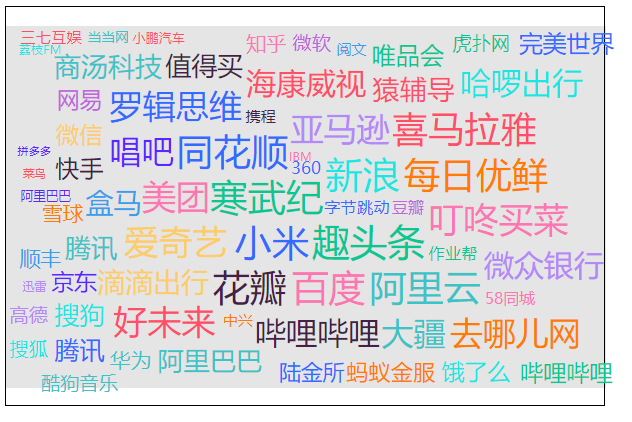 三七互娱 当当网 小鹏汽车
荔枝FM
知乎 微软 阅文 唯品会 虎扑网 完美世界
商汤科技 值得买
海康威视 猿辅导 哈啰出行
网易 罗辑思维 携程
微信 亚马逊 喜马拉雅
拼多多 唱吧 同花顺 IBM
菜鸟 快手 360 新浪 每日优鲜
阿里巴巴 盒马 美团 寒武纪 字节跳动 豆瓣
雪球 叮咚买菜
顺丰 腾讯 爱奇艺 小米 趣头条 作业帮
微众银行
迅雷 京东 滴滴出行 花瓣 百度 阿里云 58同城
高德 搜狗 好未来 中兴
哔哩哔哩 大疆 去哪儿网
搜狐 腾讯 华为 阿里巴巴
陆金所 蚂蚁金服 饿了么 哔哩哔哩
酷狗音乐